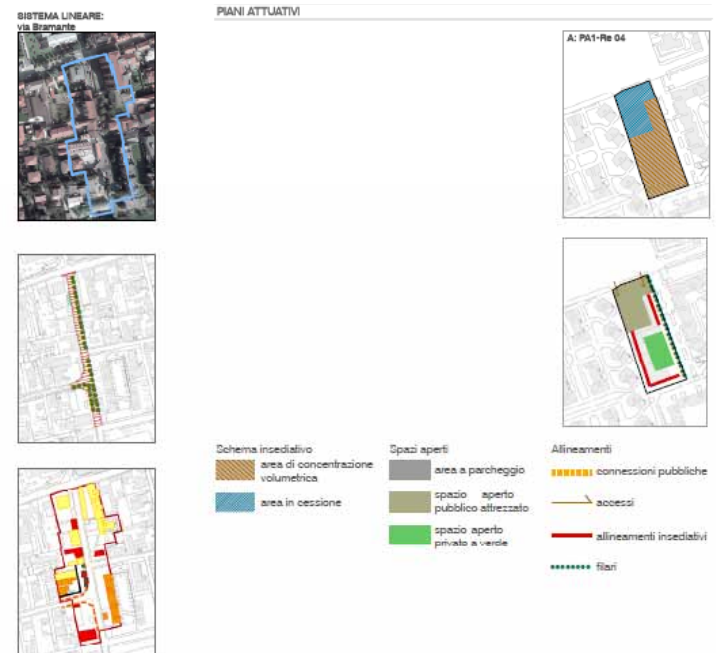 SISTEMA LINEARE:
via Bramante
PIANI ATTUATIVI
A: PA1-Re 04
Schema insediativo
area di concentrazione
volumetrica
area in cessione
Spazi aperti
area a parcheggio
spazio aperto
pubblico attrezzato
spazio aperto
privato a verde
Allineamenti
connessioni pubbliche
accessi
allineamenti insediativi
filari